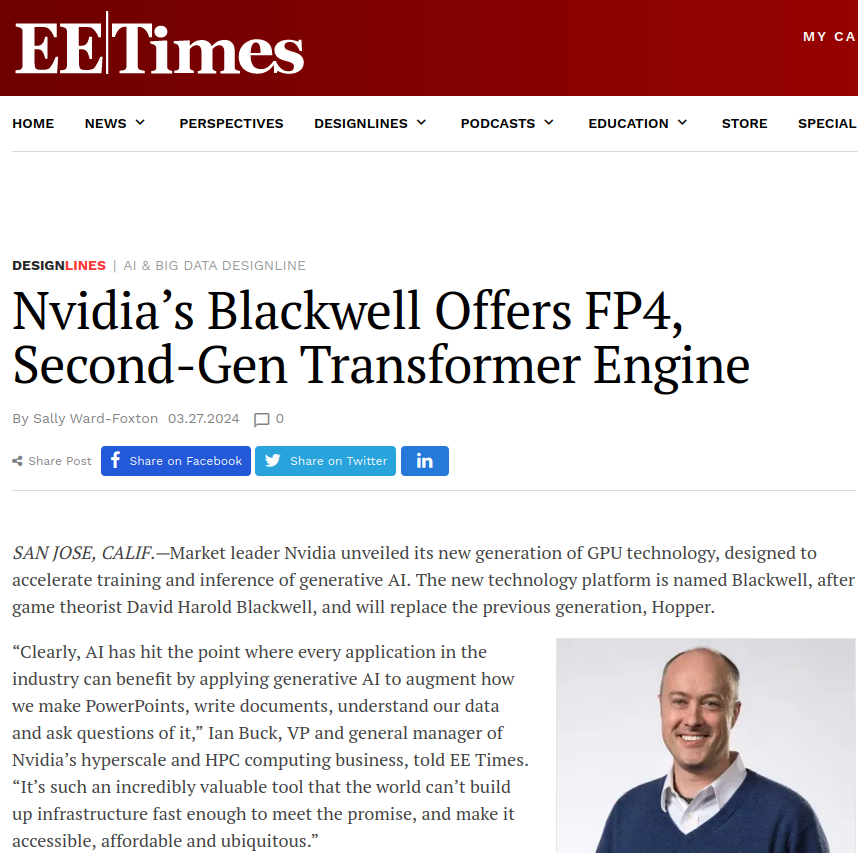 EETimes
MY CA
HOME NEWS PERSPECTIVES DESIGNLINES PODCASTS EDUCATION STORE SPECIAL
DESIGNLINES | AI & BIG DATA DESIGNLINE
Nvidia’s Blackwell Offers FP4,
Second-Gen Transformer Engine
By Sally Ward-Foxton 03.27.2024 0
Share Post Share on Facebook Share on Twitter in
SAN JOSE, CALIF.—Market leader Nvidia unveiled its new generation of GPU technology, designed to
accelerate training and inference of generative AI. The new technology platform is named Blackwell, after
game theorist David Harold Blackwell, and will replace the previous generation, Hopper.
“Clearly, AI has hit the point where every application in the
industry can benefit by applying generative AI to augment how
we make PowerPoints, write documents, understand our data
and ask questions of it,” Ian Buck, VP and general manager of
Nvidia’s hyperscale and HPC computing business, told EE Times.
“It’s such an incredibly valuable tool that the world can’t build
up infrastructure fast enough to meet the promise, and make it
accessible, affordable and ubiquitous.”